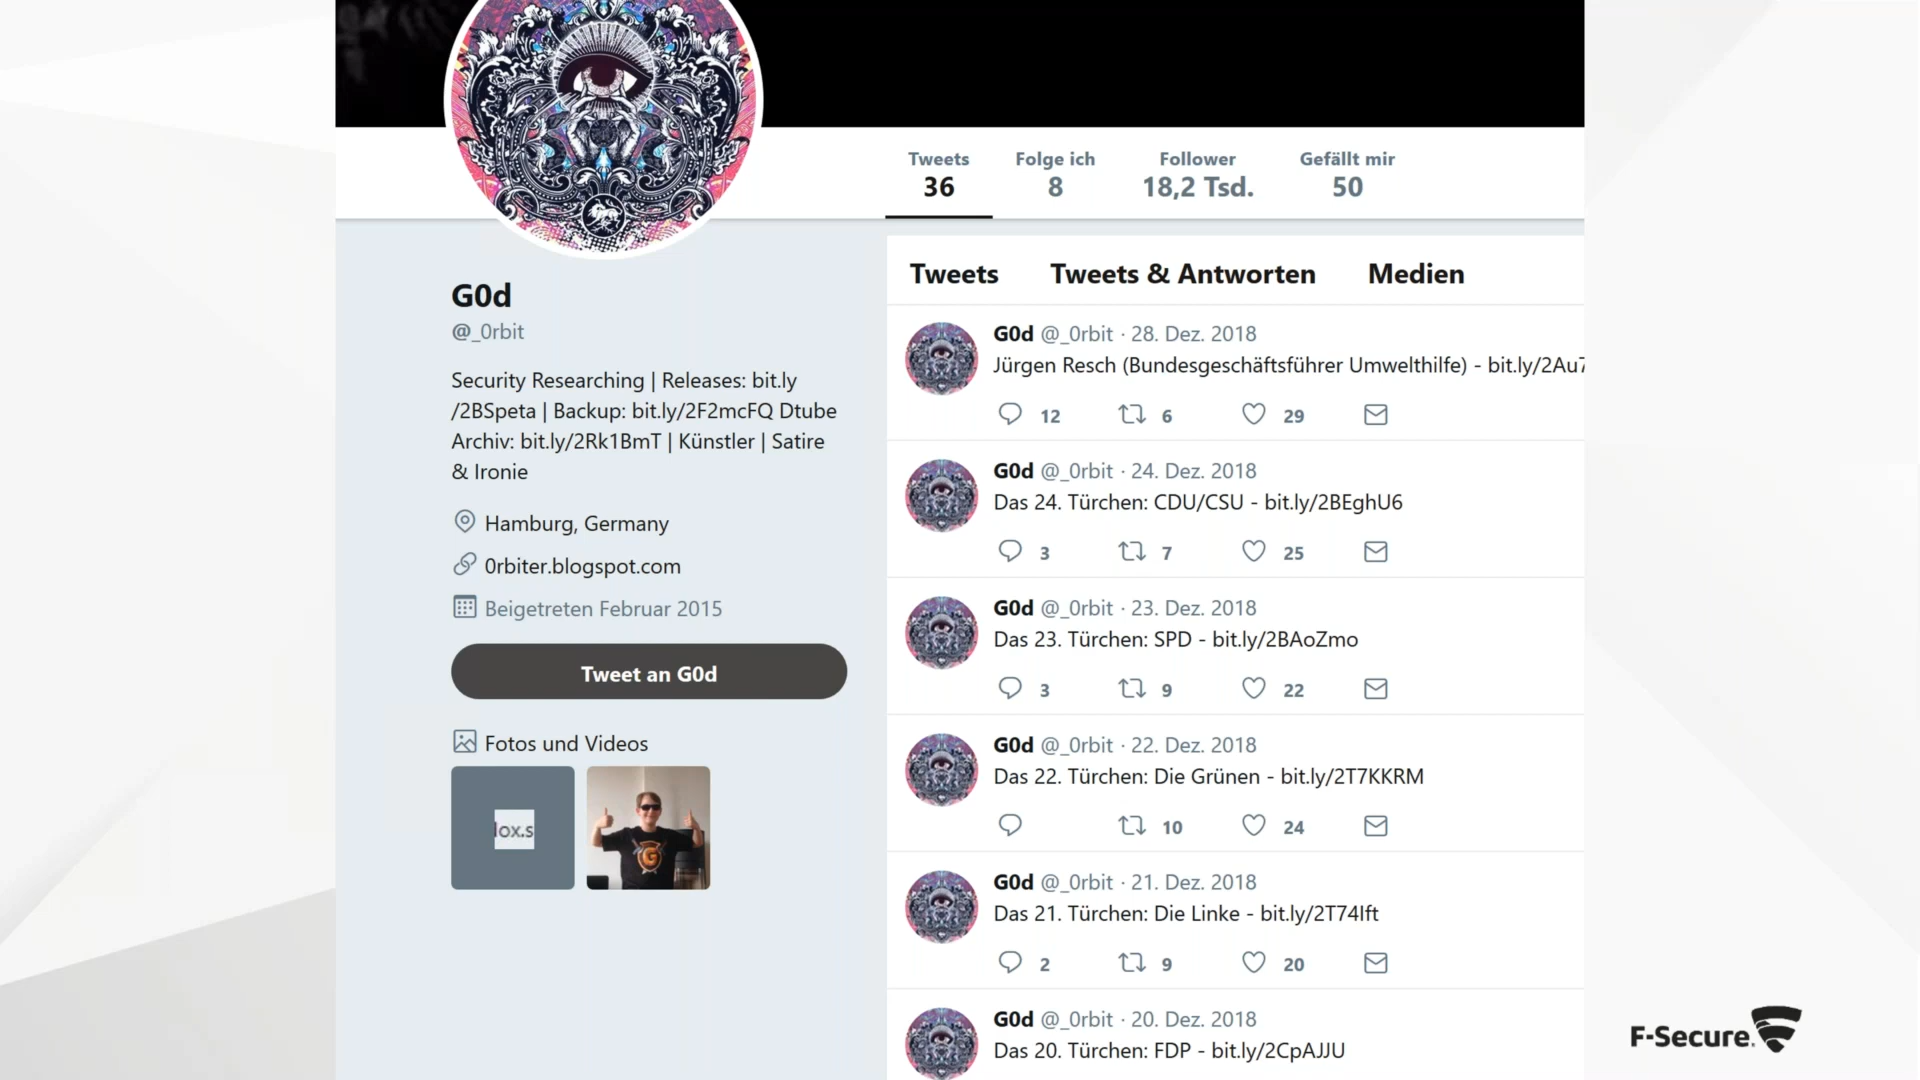 Tweets
36
Folge ich
8
Follower
18,2 Tsd.
Gefällt mir
50
G0d
@_0rbit
Security Researching | Releases: bit.ly
/2BSpeta | Backup: bit.ly/2F2mcFQ Dtube
Archiv: bit.ly/2Rk1BmT | Künstler | Satire
& Ironie
Hamburg, Germany
0rbiter.blogspot.com
Beigetreten Februar 2015
Tweet an G0d
Fotos und Videos
lox.s
G
Tweets Tweets & Antworten Medien
G0d @_0rbit · 28. Dez. 2018
Jürgen Resch (Bundesgeschäftsführer Umwelthilfe) - bit.ly/2Au7
12 6 29
G0d @_0rbit · 24. Dez. 2018
Das 24. Türchen: CDU/CSU - bit.ly/2BEghU6
3 7 25
G0d @_0rbit · 23. Dez. 2018
Das 23. Türchen: SPD - bit.ly/2BAoZmo
3 9 22
G0d @_0rbit · 22. Dez. 2018
Das 22. Türchen: Die Grünen - bit.ly/2T7KKRM
10 24
G0d @_0rbit · 21. Dez. 2018
Das 21. Türchen: Die Linke - bit.ly/2T74Ift
2 9 20
G0d @_0rbit · 20. Dez. 2018
Das 20. Türchen: FDP - bit.ly/2CpAJJU
F-Secure.